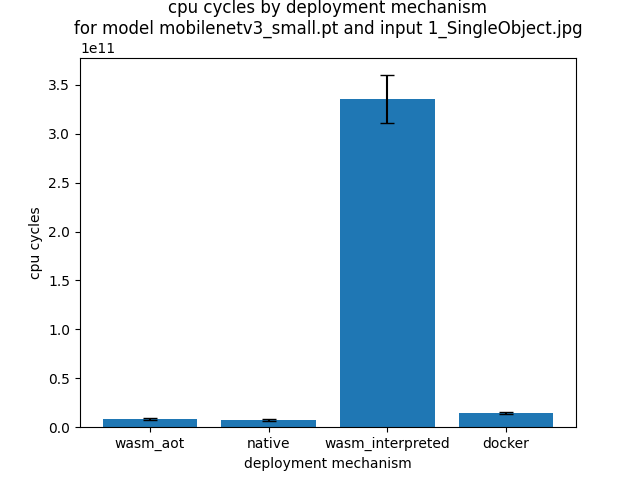 cpu cycles by deployment mechanism
for model mobilenetv3_small.pt and input 1_SingleObject.jpg
1e11
3.5
3.0
2.5
2.0
1.5
1.0
0.5
0.0
cpu cycles
wasm_aot native wasm_interpreted docker
deployment mechanism